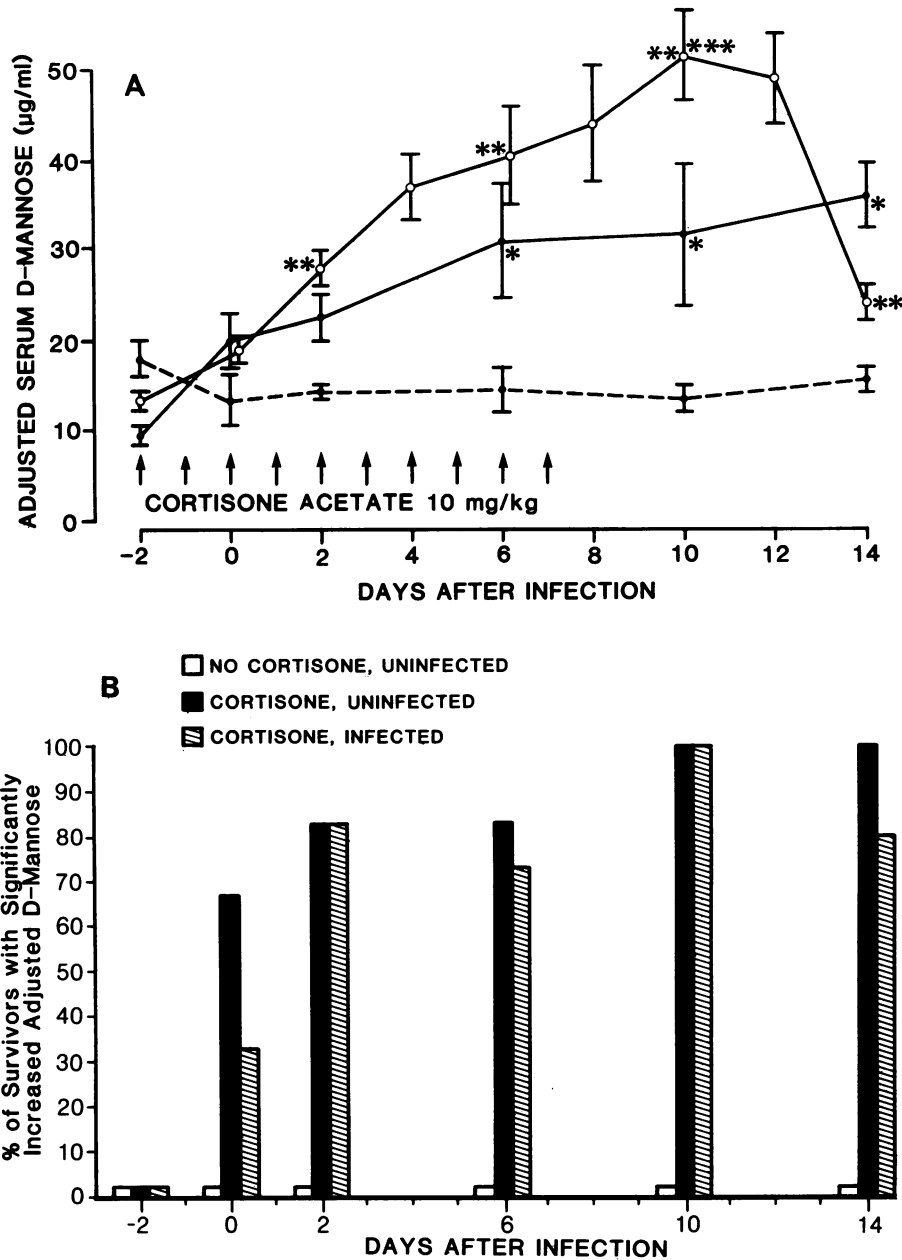 A
ADJUSTED SERUM D-MANNOSE (µg/ml)
50
40
30
20
10
0
** ***
**
**
*
*
*
**
CORTISONE ACETATE 10 mg/kg
-2 0 2 4 6 8 10 12 14
DAYS AFTER INFECTION
B
NO CORTISONE, UNINFECTED
CORTISONE, UNINFECTED
CORTISONE, INFECTED
% of Survivors with Significantly
Increased Adjusted D-Mannose
100
90
80
70
60
50
40
30
20
10
0
-2 0 2 6 10 14
DAYS AFTER INFECTION